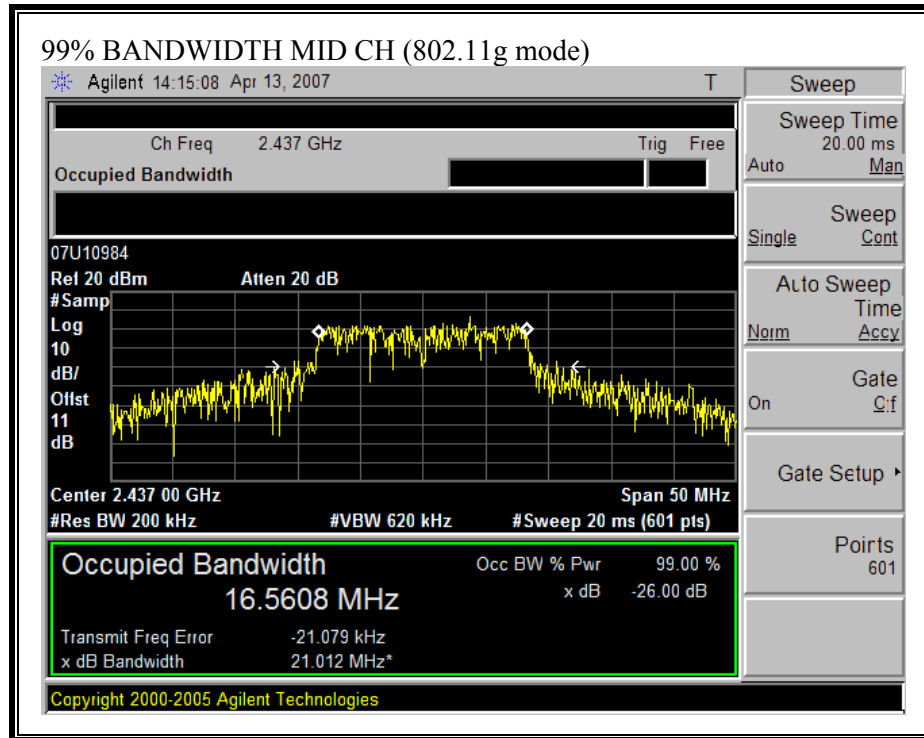 99% BANDWIDTH MID CH (802.11g mode)
Agilent 14:15:08 Apr 13, 2007 T
Ch Freq 2.437 GHz Trig Free
Occupied Bandwidth
07U10984
Ref 20 dBm Atten 20 dB
#Samp
Log
10
dB/
Offst
11
dB
Center 2.437 00 GHz Span 50 MHz
#Res BW 200 kHz #VBW 620 kHz #Sweep 20 ms (601 pts)
Occupied Bandwidth Occ BW % Pwr 99.00 %
16.5608 MHz x dB -26.00 dB
Transmit Freq Error -21.079 kHz
x dB Bandwidth 21.012 MHz*
Copyright 2000-2005 Agilent Technologies
Sweep
Sweep Time
20.00 ms
Auto Man
Sweep
Single Cont
Auto Sweep
Time
Norm Accy
Gate
On Off
Gate Setup
Points
601